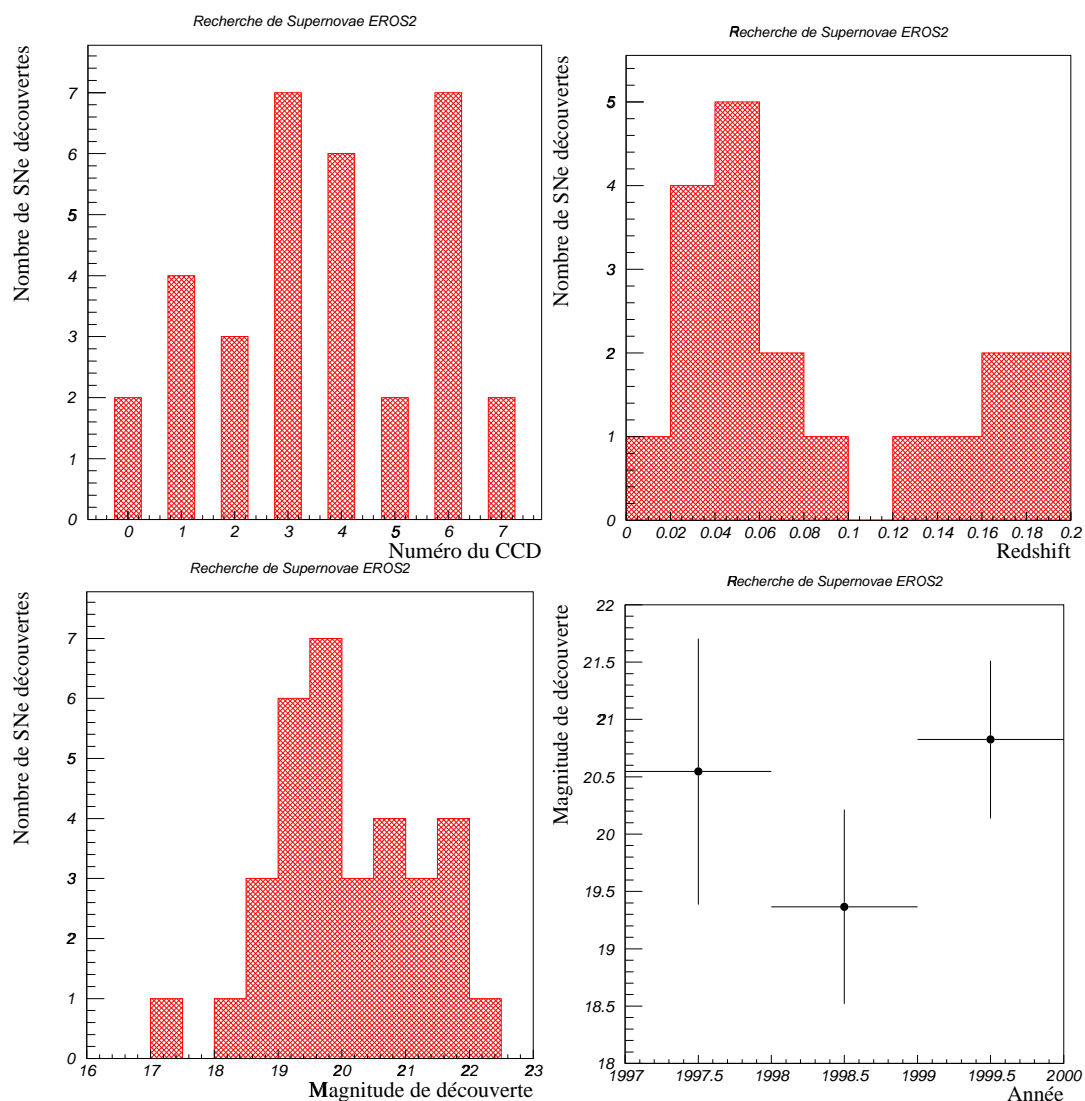 Recherche de Supernovae EROS2
Nombre de SNe découvertes
7
6
5
4
3
2
1
0
0 1 2 3 4 5 6 7
Numéro du CCD
Recherche de Supernovae EROS2
Nombre de SNe découvertes
5
4
3
2
1
0
0 0.02 0.04 0.06 0.08 0.1 0.12 0.14 0.16 0.18 0.2
Redshift
Recherche de Supernovae EROS2
Nombre de SNe découvertes
7
6
5
4
3
2
1
0
16 17 18 19 20 21 22 23
Magnitude de découverte
Recherche de Supernovae EROS2
Magnitude de découverte
22
21.5
21
20.5
20
19.5
19
18.5
18
1997 1997.5 1998 1998.5 1999 1999.5 2000
Année